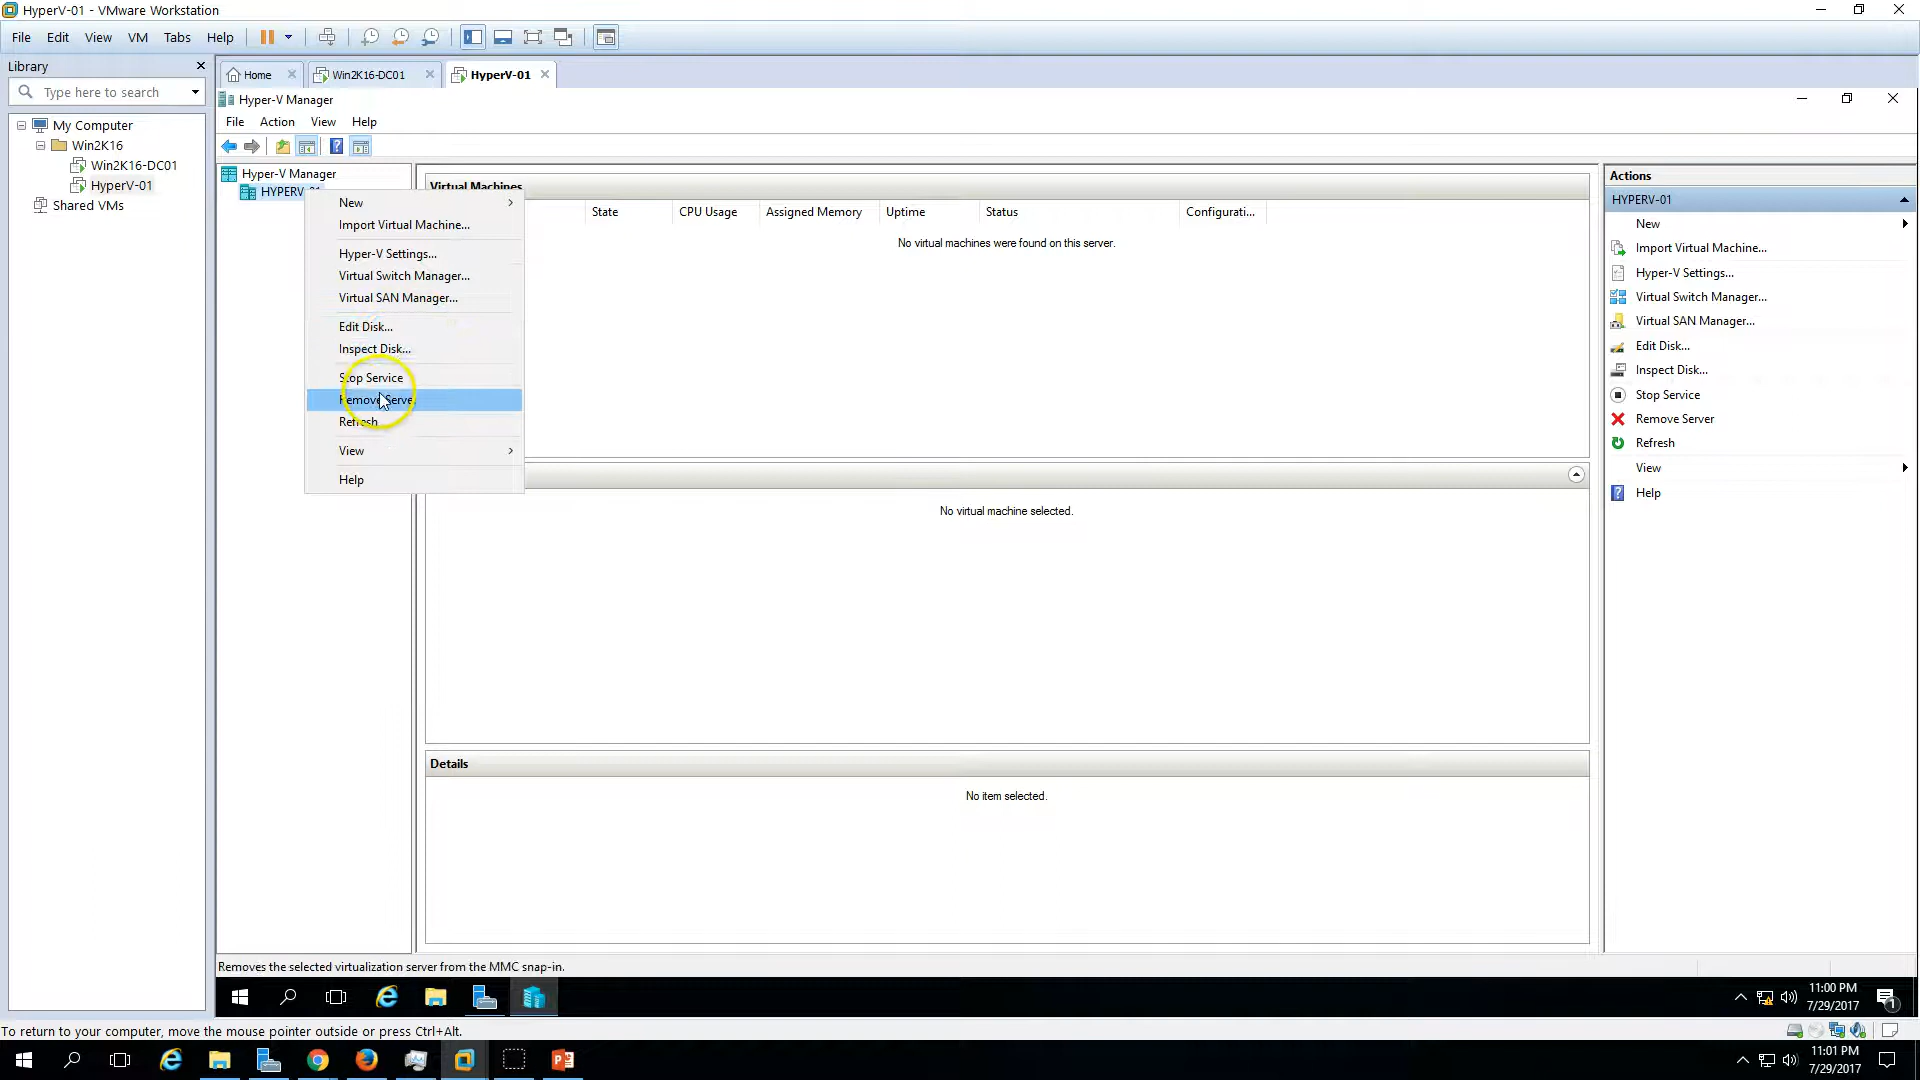 HyperV-01 - VMware Workstation
File Edit View VM Tabs Help
Library
Type here to search
My Computer
Win2K16
Win2K16-DC01
HyperV-01
Shared VMs
Home Win2K16-DC01 HyperV-01
Hyper-V Manager
File Action View Help
Hyper-V Manager
HYPERV-01
New
Import Virtual Machine...
Hyper-V Settings...
Virtual Switch Manager...
Virtual SAN Manager...
Edit Disk...
Inspect Disk...
Stop Service
Remove Server
Refresh
View
Help
Virtual Machines
State CPU Usage Assigned Memory Uptime Status Configurati...
No virtual machines were found on this server.
No virtual machine selected.
Details
No item selected.
Actions
HYPERV-01
New
Import Virtual Machine...
Hyper-V Settings...
Virtual Switch Manager...
Virtual SAN Manager...
Edit Disk...
Inspect Disk...
Stop Service
Remove Server
Refresh
View
Help
Removes the selected virtualization server from the MMC snap-in.
11:00 PM
7/29/2017
1
To return to your computer, move the mouse pointer outside or press Ctrl+Alt.
11:01 PM
7/29/2017